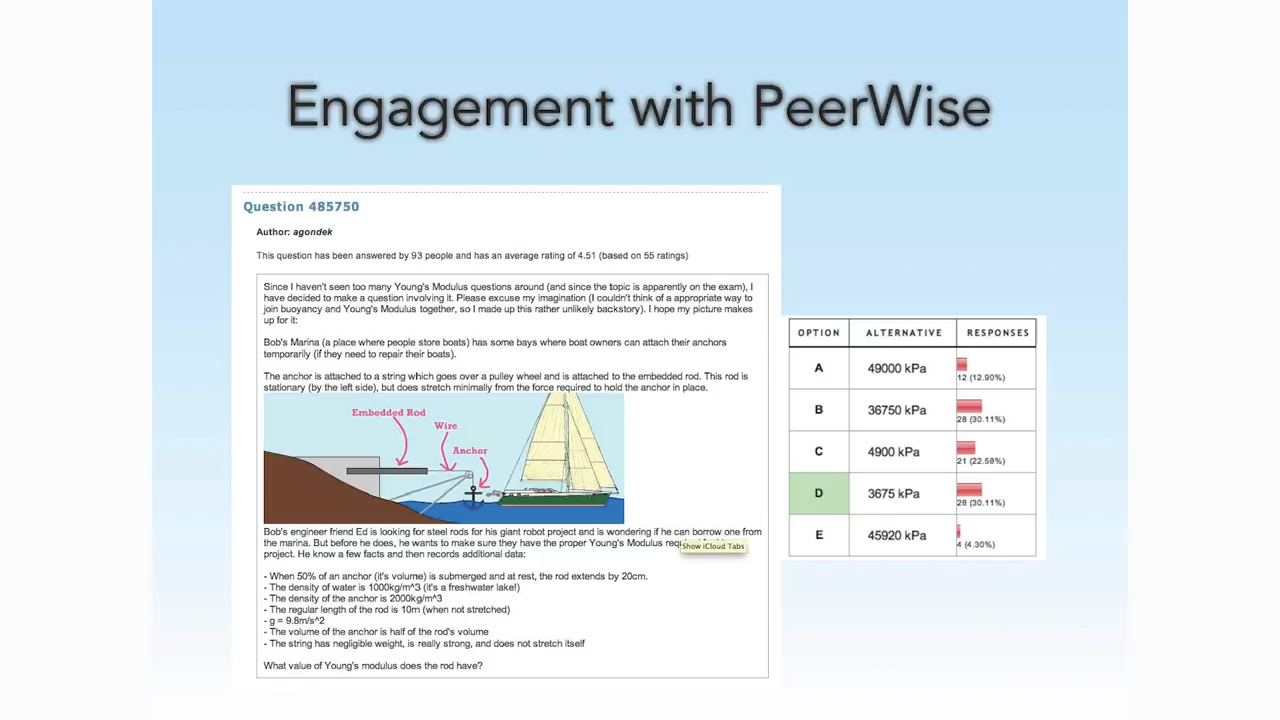 Engagement with PeerWise
Question 485750
Author: agondek
This question has been answered by 93 people and has an average rating of 4.51 (based on 55 ratings)
Since I haven't seen too many Young's Modulus questions around (and since the topic is apparently on the exam), I
have decided to make a question involving it. Please excuse my imagination (I couldn't think of a appropriate way to
join buoyancy and Young's Modulus together, so I made up this rather unlikely backstory). I hope my picture makes
up for it:
Bob's Marina (a place where people store boats) has some bays where boat owners can attach their anchors
temporarily (if they need to repair their boats).
The anchor is attached to a string which goes over a pulley wheel and is attached to the embedded rod. This rod is
stationary (by the left side), but does stretch minimally from the force required to hold the anchor in place.
Embedded Rod
Wire
Anchor
Bob's engineer friend Ed is looking for steel rods for his giant robot project and is wondering if he can borrow one from
the marina. But before he does, he wants to make sure they have the proper Young's Modulus
Show iCloud Tabs
project. He know a few facts and then records additional data:
- When 50% of an anchor (it's volume) is submerged and at rest, the rod extends by 20cm.
- The density of water is 1000kg/m^3 (it's a freshwater lake!)
- The density of the anchor is 2000kg/m^3
- The regular length of the rod is 10m (when not stretched)
- g = 9.8m/s^2
- The volume of the anchor is half of the rod's volume
- The string has negligible weight, is really strong, and does not stretch itself
What value of Young's modulus does the rod have?
OPTION ALTERNATIVE RESPONSES
A 49000 kPa 12 (12.90%)
B 36750 kPa 28 (30.11%)
C 4900 kPa 21 (22.58%)
D 3675 kPa 28 (30.11%)
E 45920 kPa 4 (4.30%)